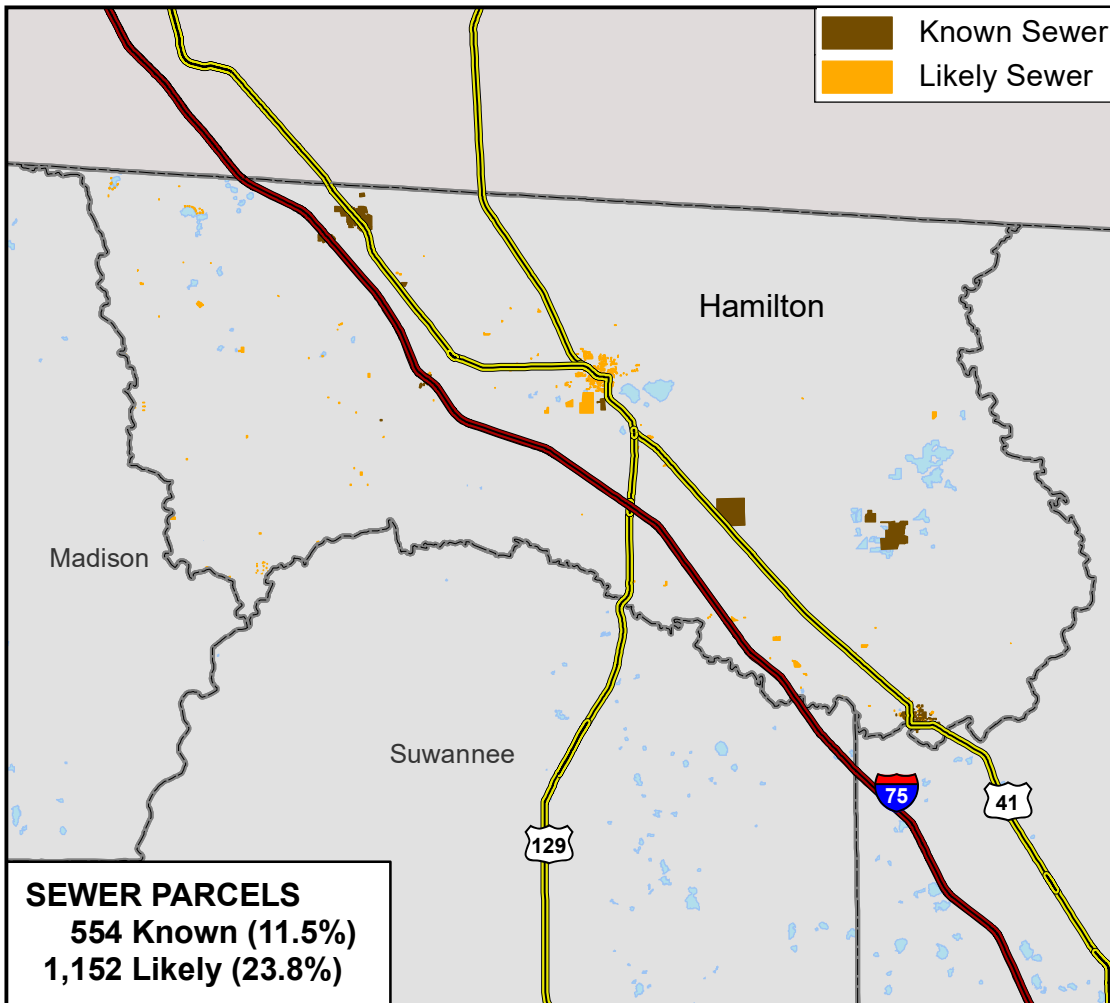 Known Sewer
Likely Sewer
Hamilton
Madison
Suwannee
75
41
129
SEWER PARCELS
554 Known (11.5%)
1,152 Likely (23.8%)